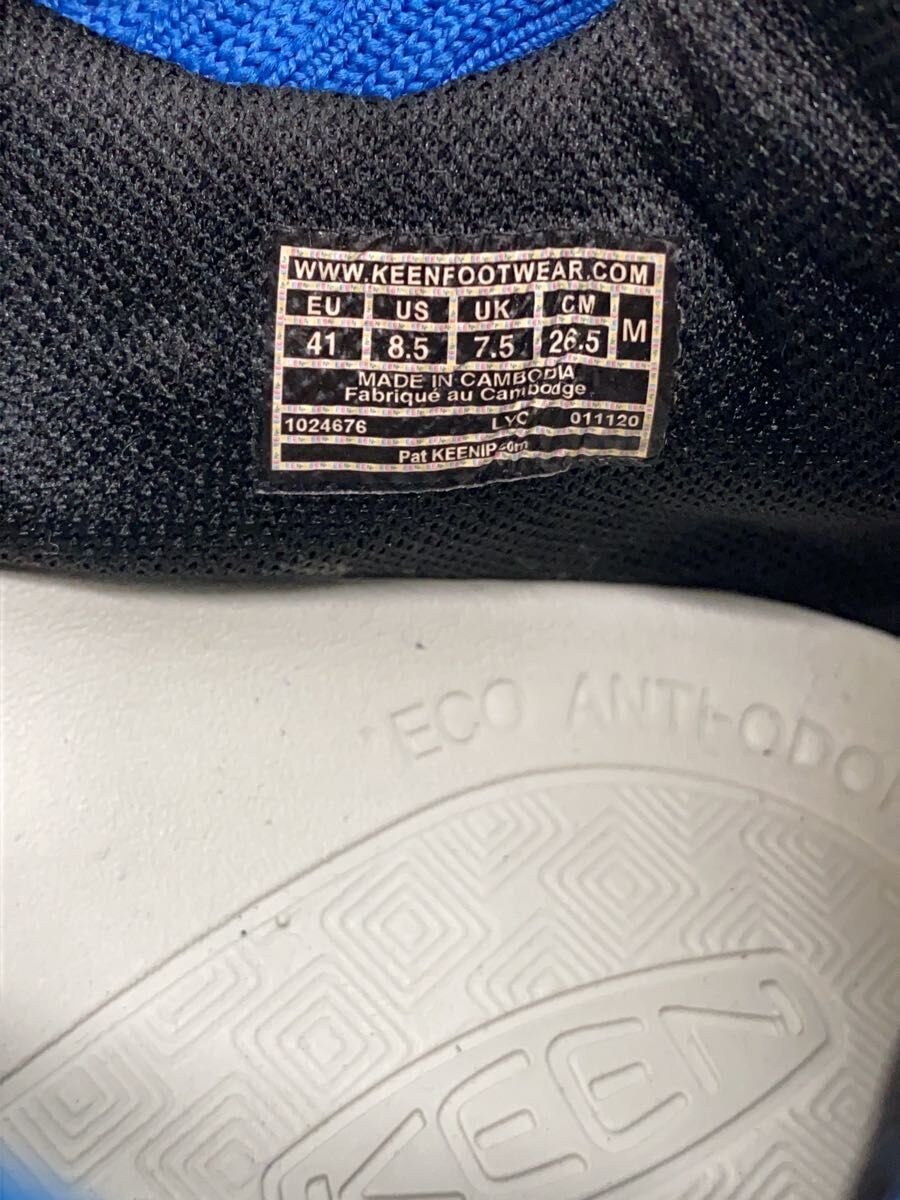 WWW.KEENFOOTWEAR.COM
EU US UK CM M
41 8.5 7.5 26.5
MADE IN CAMBODIA
Fabriqué au Cambodge
1024676 LYC 011120
Pat KEENIP.com
ECO ANTI-ODOR
KEEN